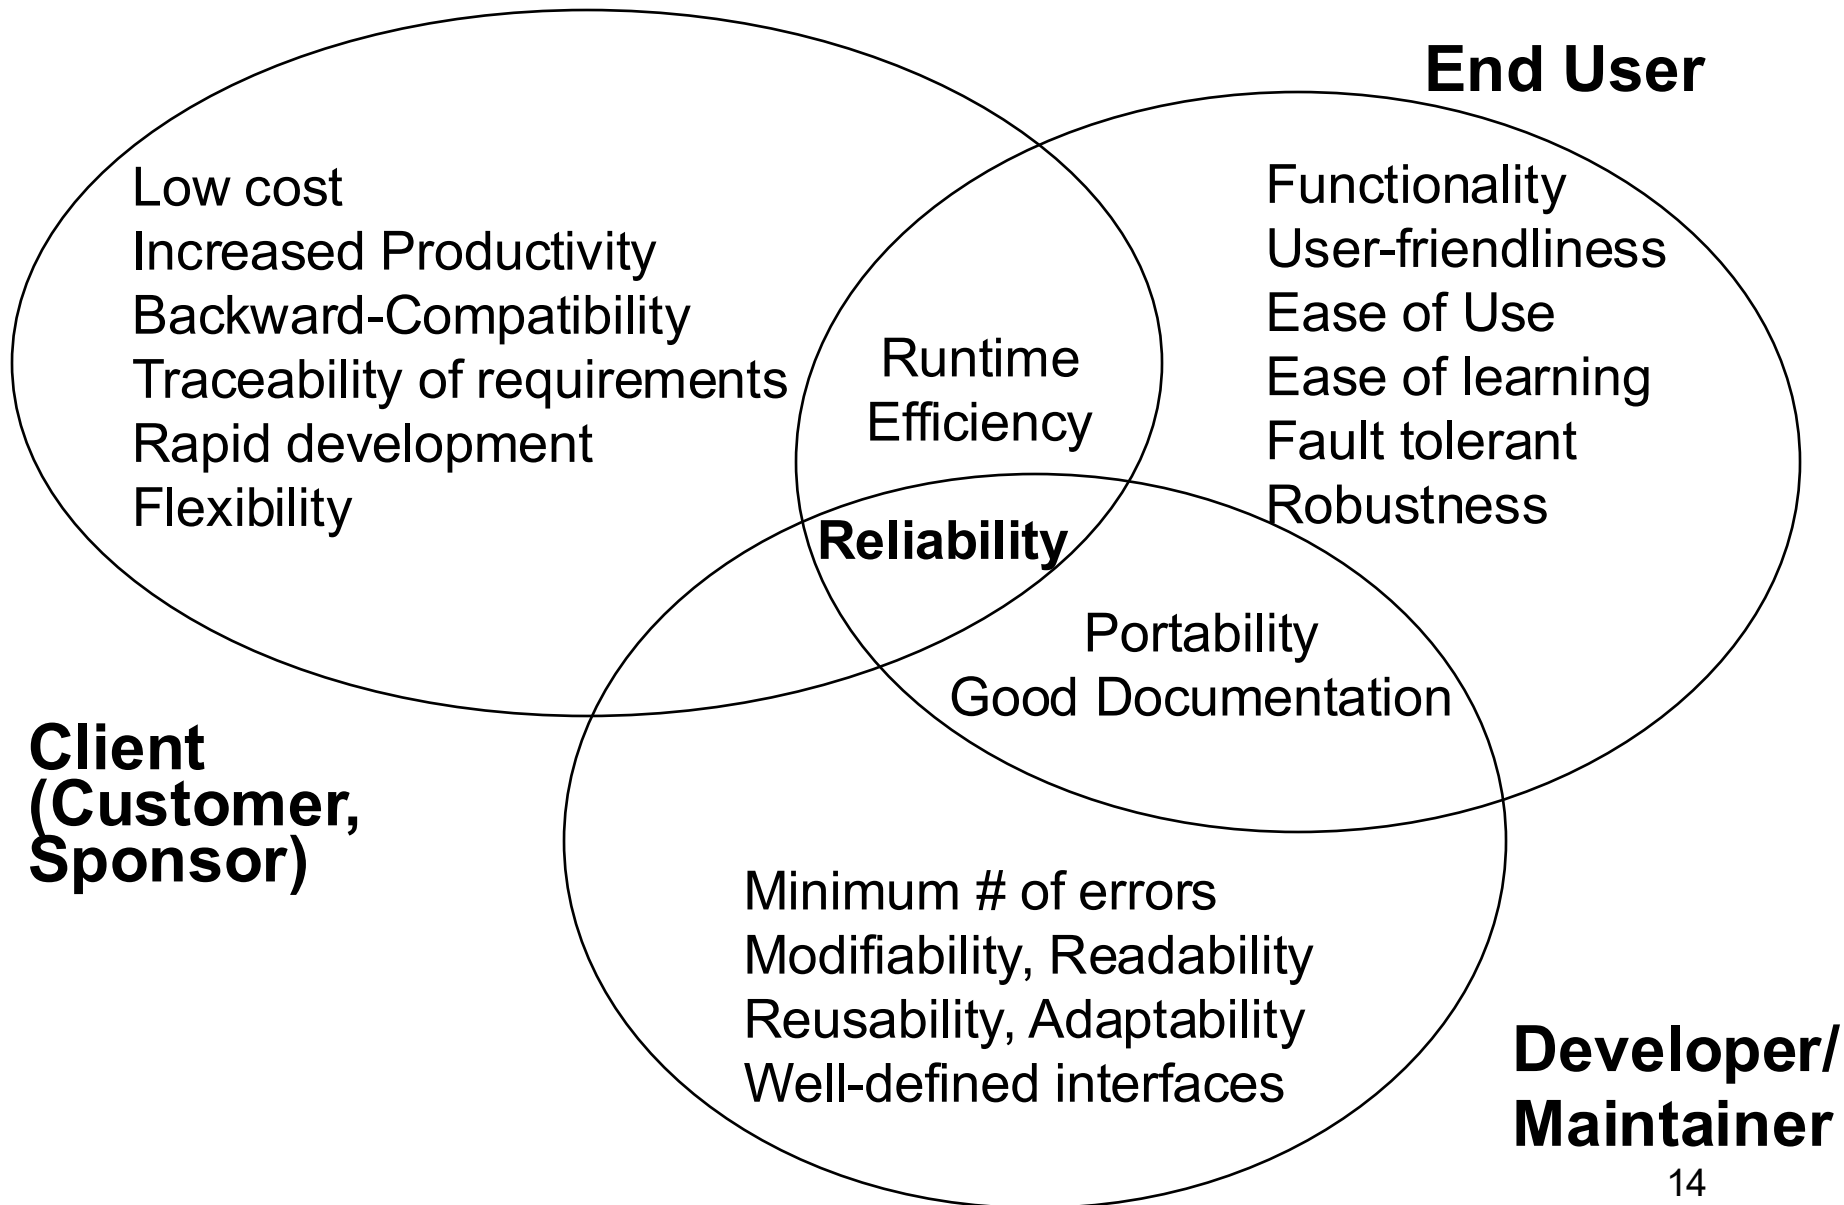 End User
Low cost
Increased Productivity
Backward-Compatibility
Traceability of requirements
Rapid development
Flexibility
Runtime
Efficiency
Functionality
User-friendliness
Ease of Use
Ease of learning
Fault tolerant
Robustness
Reliability
Portability
Good Documentation
Client
(Customer,
Sponsor)
Minimum # of errors
Modifiability, Readability
Reusability, Adaptability
Well-defined interfaces
Developer/
Maintainer
14